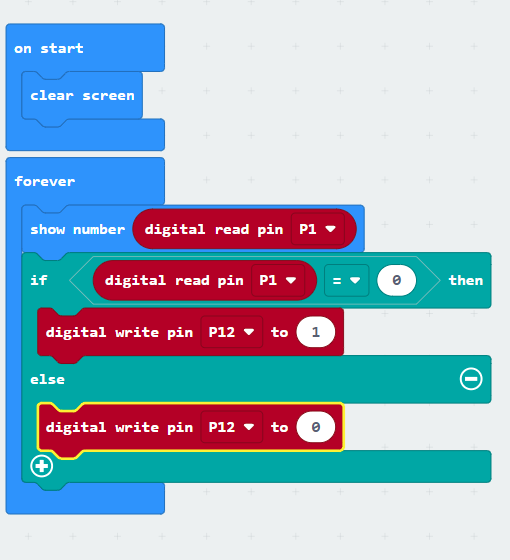 on start
clear screen
forever
show number digital read pin P1
if digital read pin P1 = 0 then
digital write pin P12 to 1
else
digital write pin P12 to 0